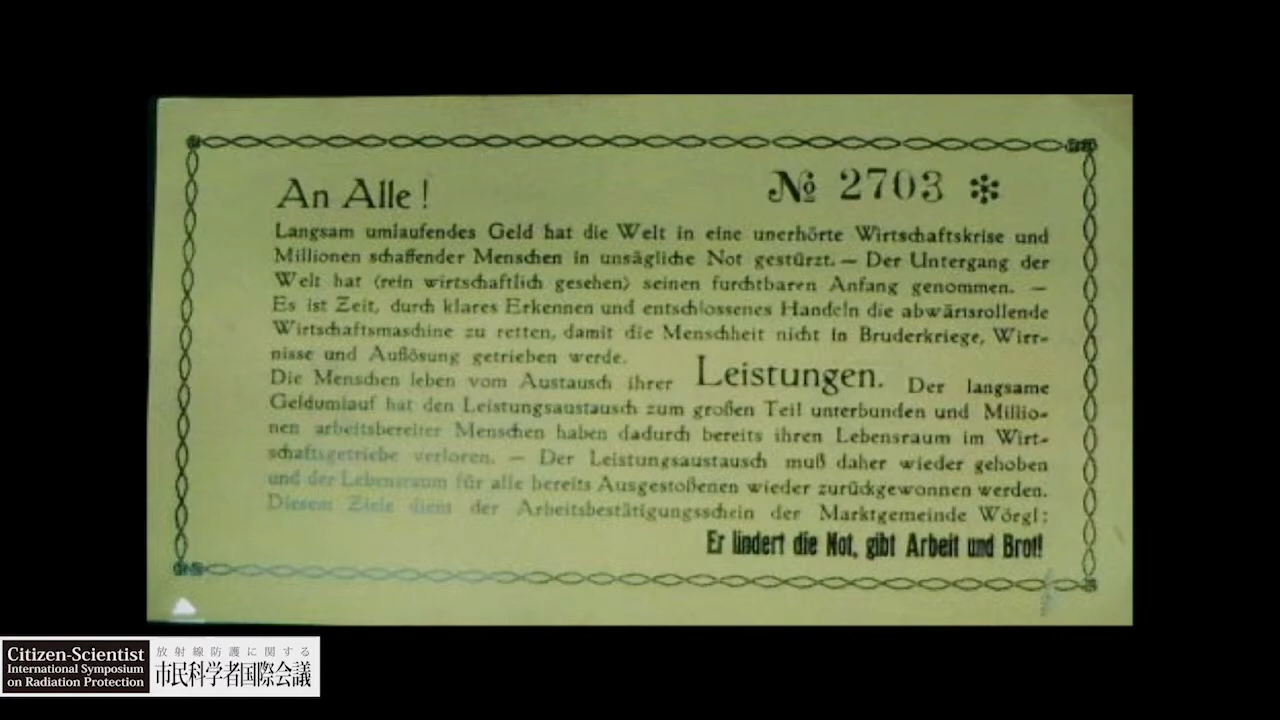 An Alle !
№ 2703 *
Langsam umlaufendes Geld hat die Welt in eine unerhörte Wirtschaftskrise und
Millionen schaffender Menschen in unsägliche Not gestürzt. — Der Untergang der
Welt hat (rein wirtschaftlich gesehen) seinen furchtbaren Anfang genommen. —
Es ist Zeit, durch klares Erkennen und entschlossenes Handeln die abwärtsrollende
Wirtschaftsmaschine zu retten, damit die Menschheit nicht in Bruderkriege, Wirr-
nisse und Auflösung getrieben werde.
Die Menschen leben vom Austausch ihrer Leistungen. Der langsame
Geldumlauf hat den Leistungsaustausch zum großen Teil unterbunden und Millio-
nen arbeitsbereiter Menschen haben dadurch bereits ihren Lebensraum im Wirt-
schaftsgetriebe verloren. — Der Leistungsaustausch muß daher wieder gehoben
und der Lebensraum für alle bereits Ausgestoßenen wieder zurückgewonnen werden.
Diesem Ziele dient der Arbeitsbestätigungsschein der Marktgemeinde Wörgl:
Er lindert die Not, gibt Arbeit und Brot!
Citizen-Scientist
International Symposium
on Radiation Protection
放射線防護に関する
市民科学者国際会議